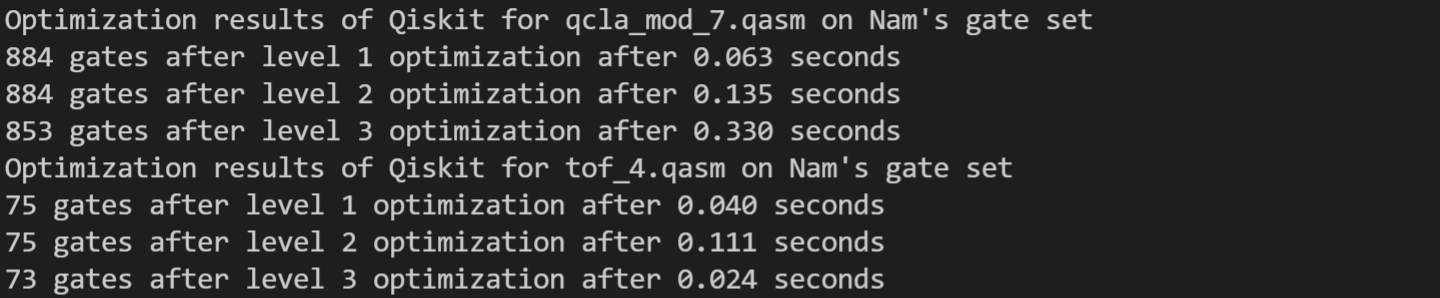 Optimization results of Qiskit for qcla_mod_7.qasm on Nam's gate set
884 gates after level 1 optimization after 0.063 seconds
884 gates after level 2 optimization after 0.135 seconds
853 gates after level 3 optimization after 0.330 seconds
Optimization results of Qiskit for tof_4.qasm on Nam's gate set
75 gates after level 1 optimization after 0.040 seconds
75 gates after level 2 optimization after 0.111 seconds
73 gates after level 3 optimization after 0.024 seconds